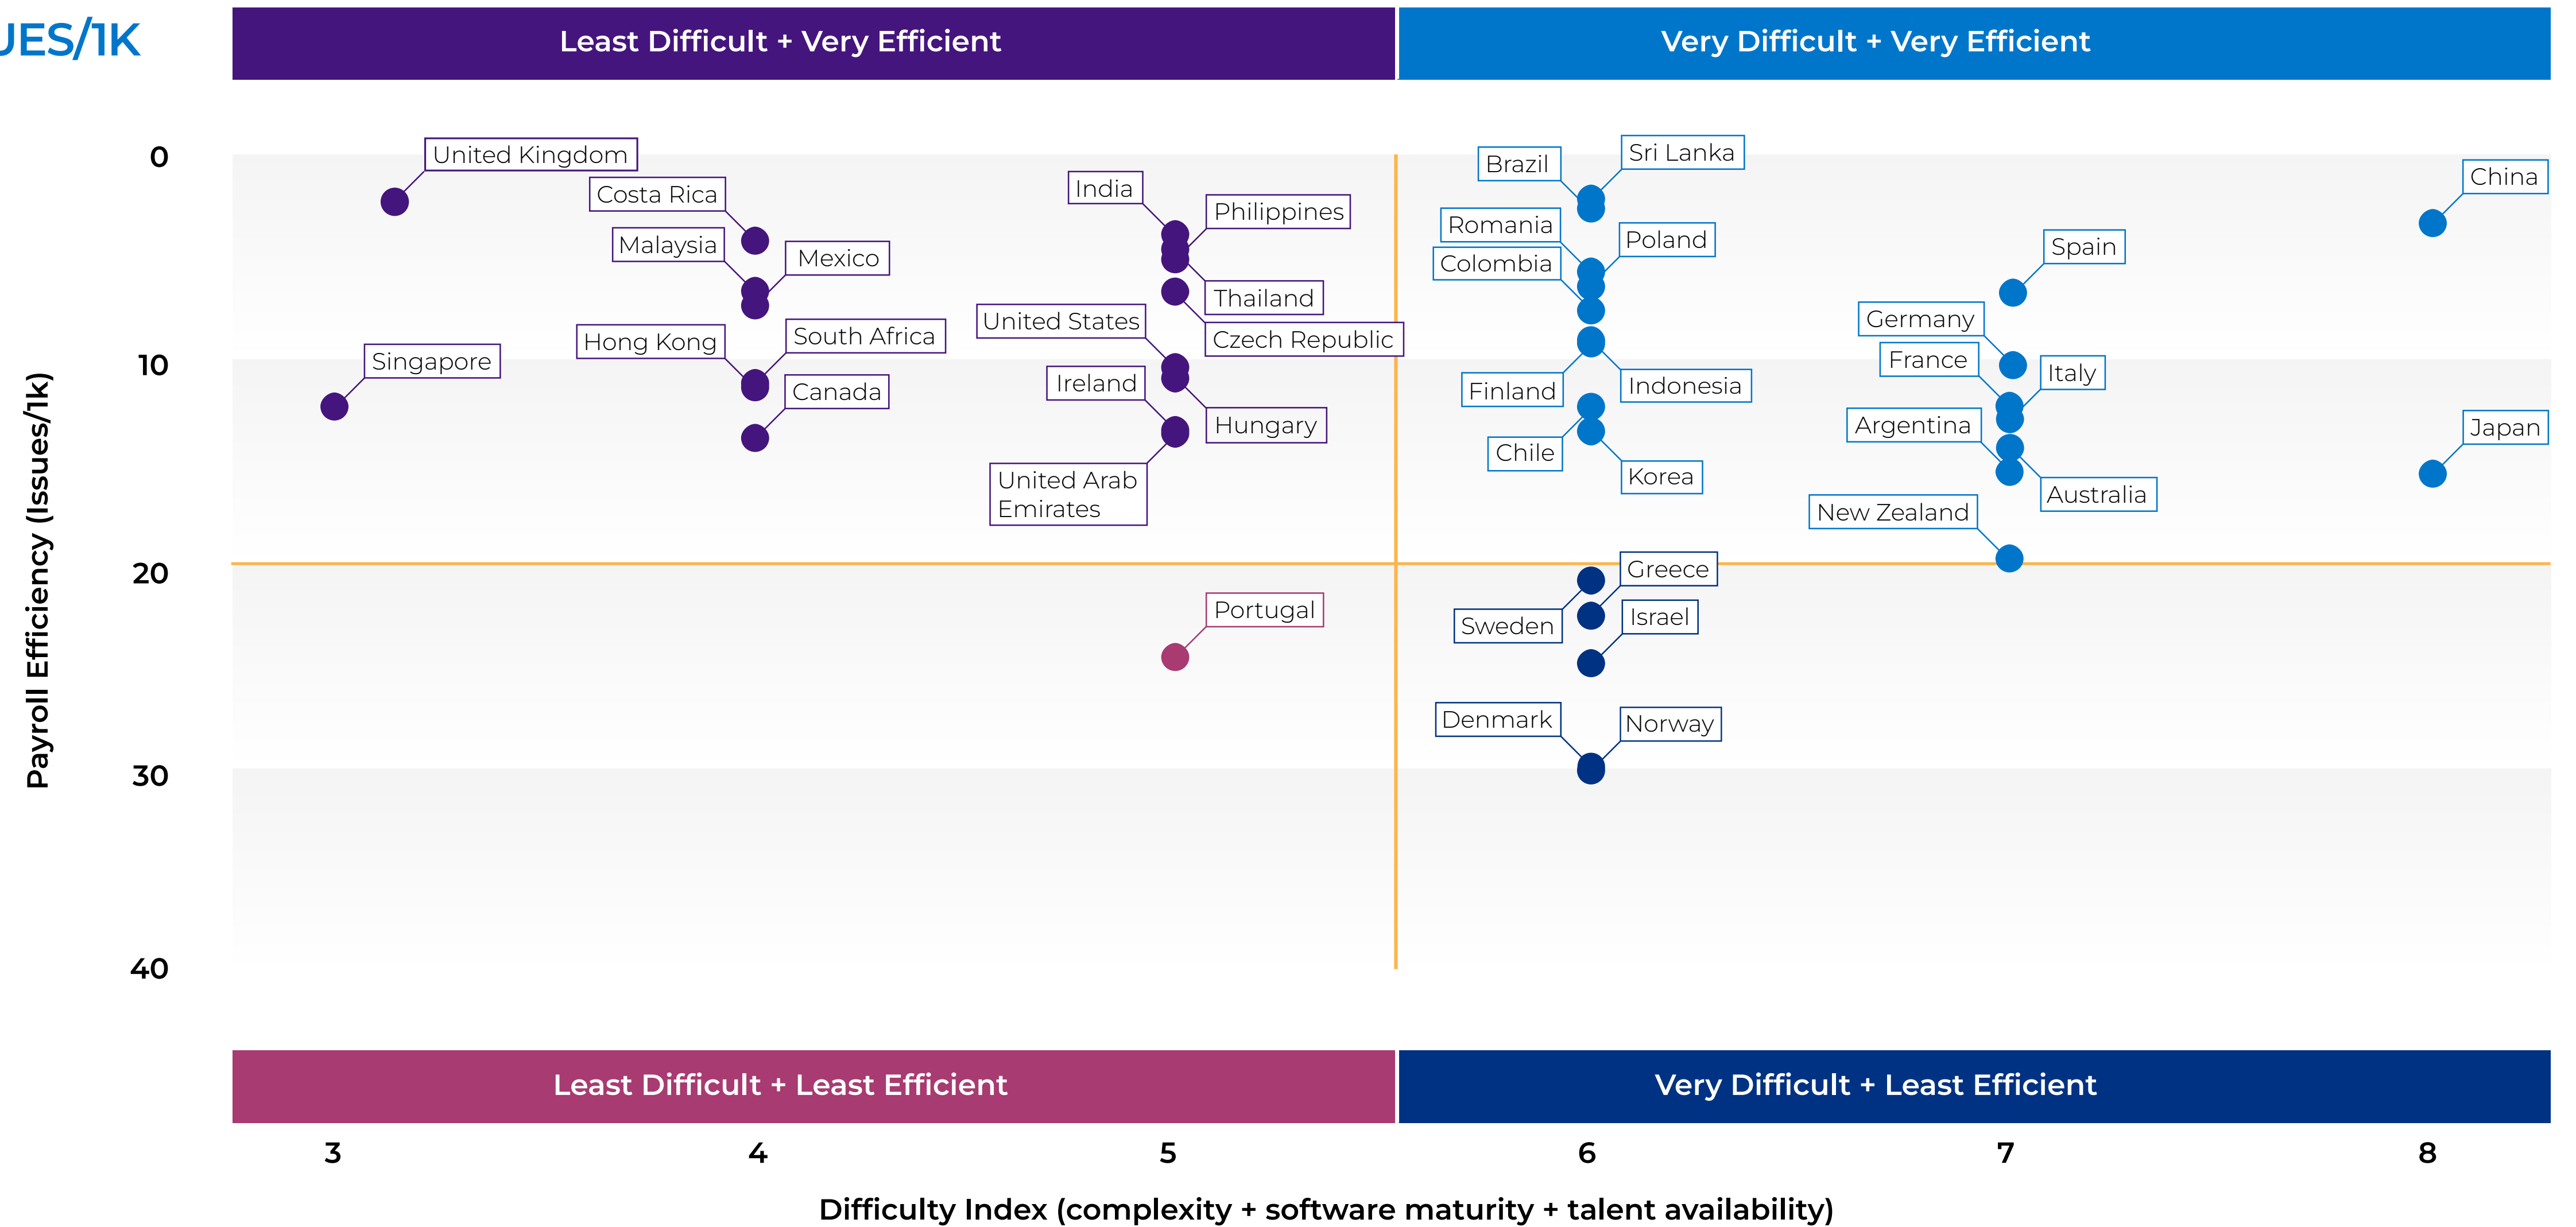 UES/1K
Least Difficult + Very Efficient
Very Difficult + Very Efficient
Payroll Efficiency (Issues/1k)
0
10
20
30
40
United Kingdom
Costa Rica
Malaysia
Mexico
Hong Kong
South Africa
Singapore
Canada
India
Philippines
Thailand
Czech Republic
United States
Ireland
Hungary
United Arab
Emirates
Portugal
Brazil
Sri Lanka
Romania
Poland
Colombia
Finland
Indonesia
Chile
Korea
Greece
Sweden
Israel
Denmark
Norway
China
Spain
Germany
France
Italy
Argentina
Australia
New Zealand
Japan
Least Difficult + Least Efficient
Very Difficult + Least Efficient
3
4
5
6
7
8
Difficulty Index (complexity + software maturity + talent availability)